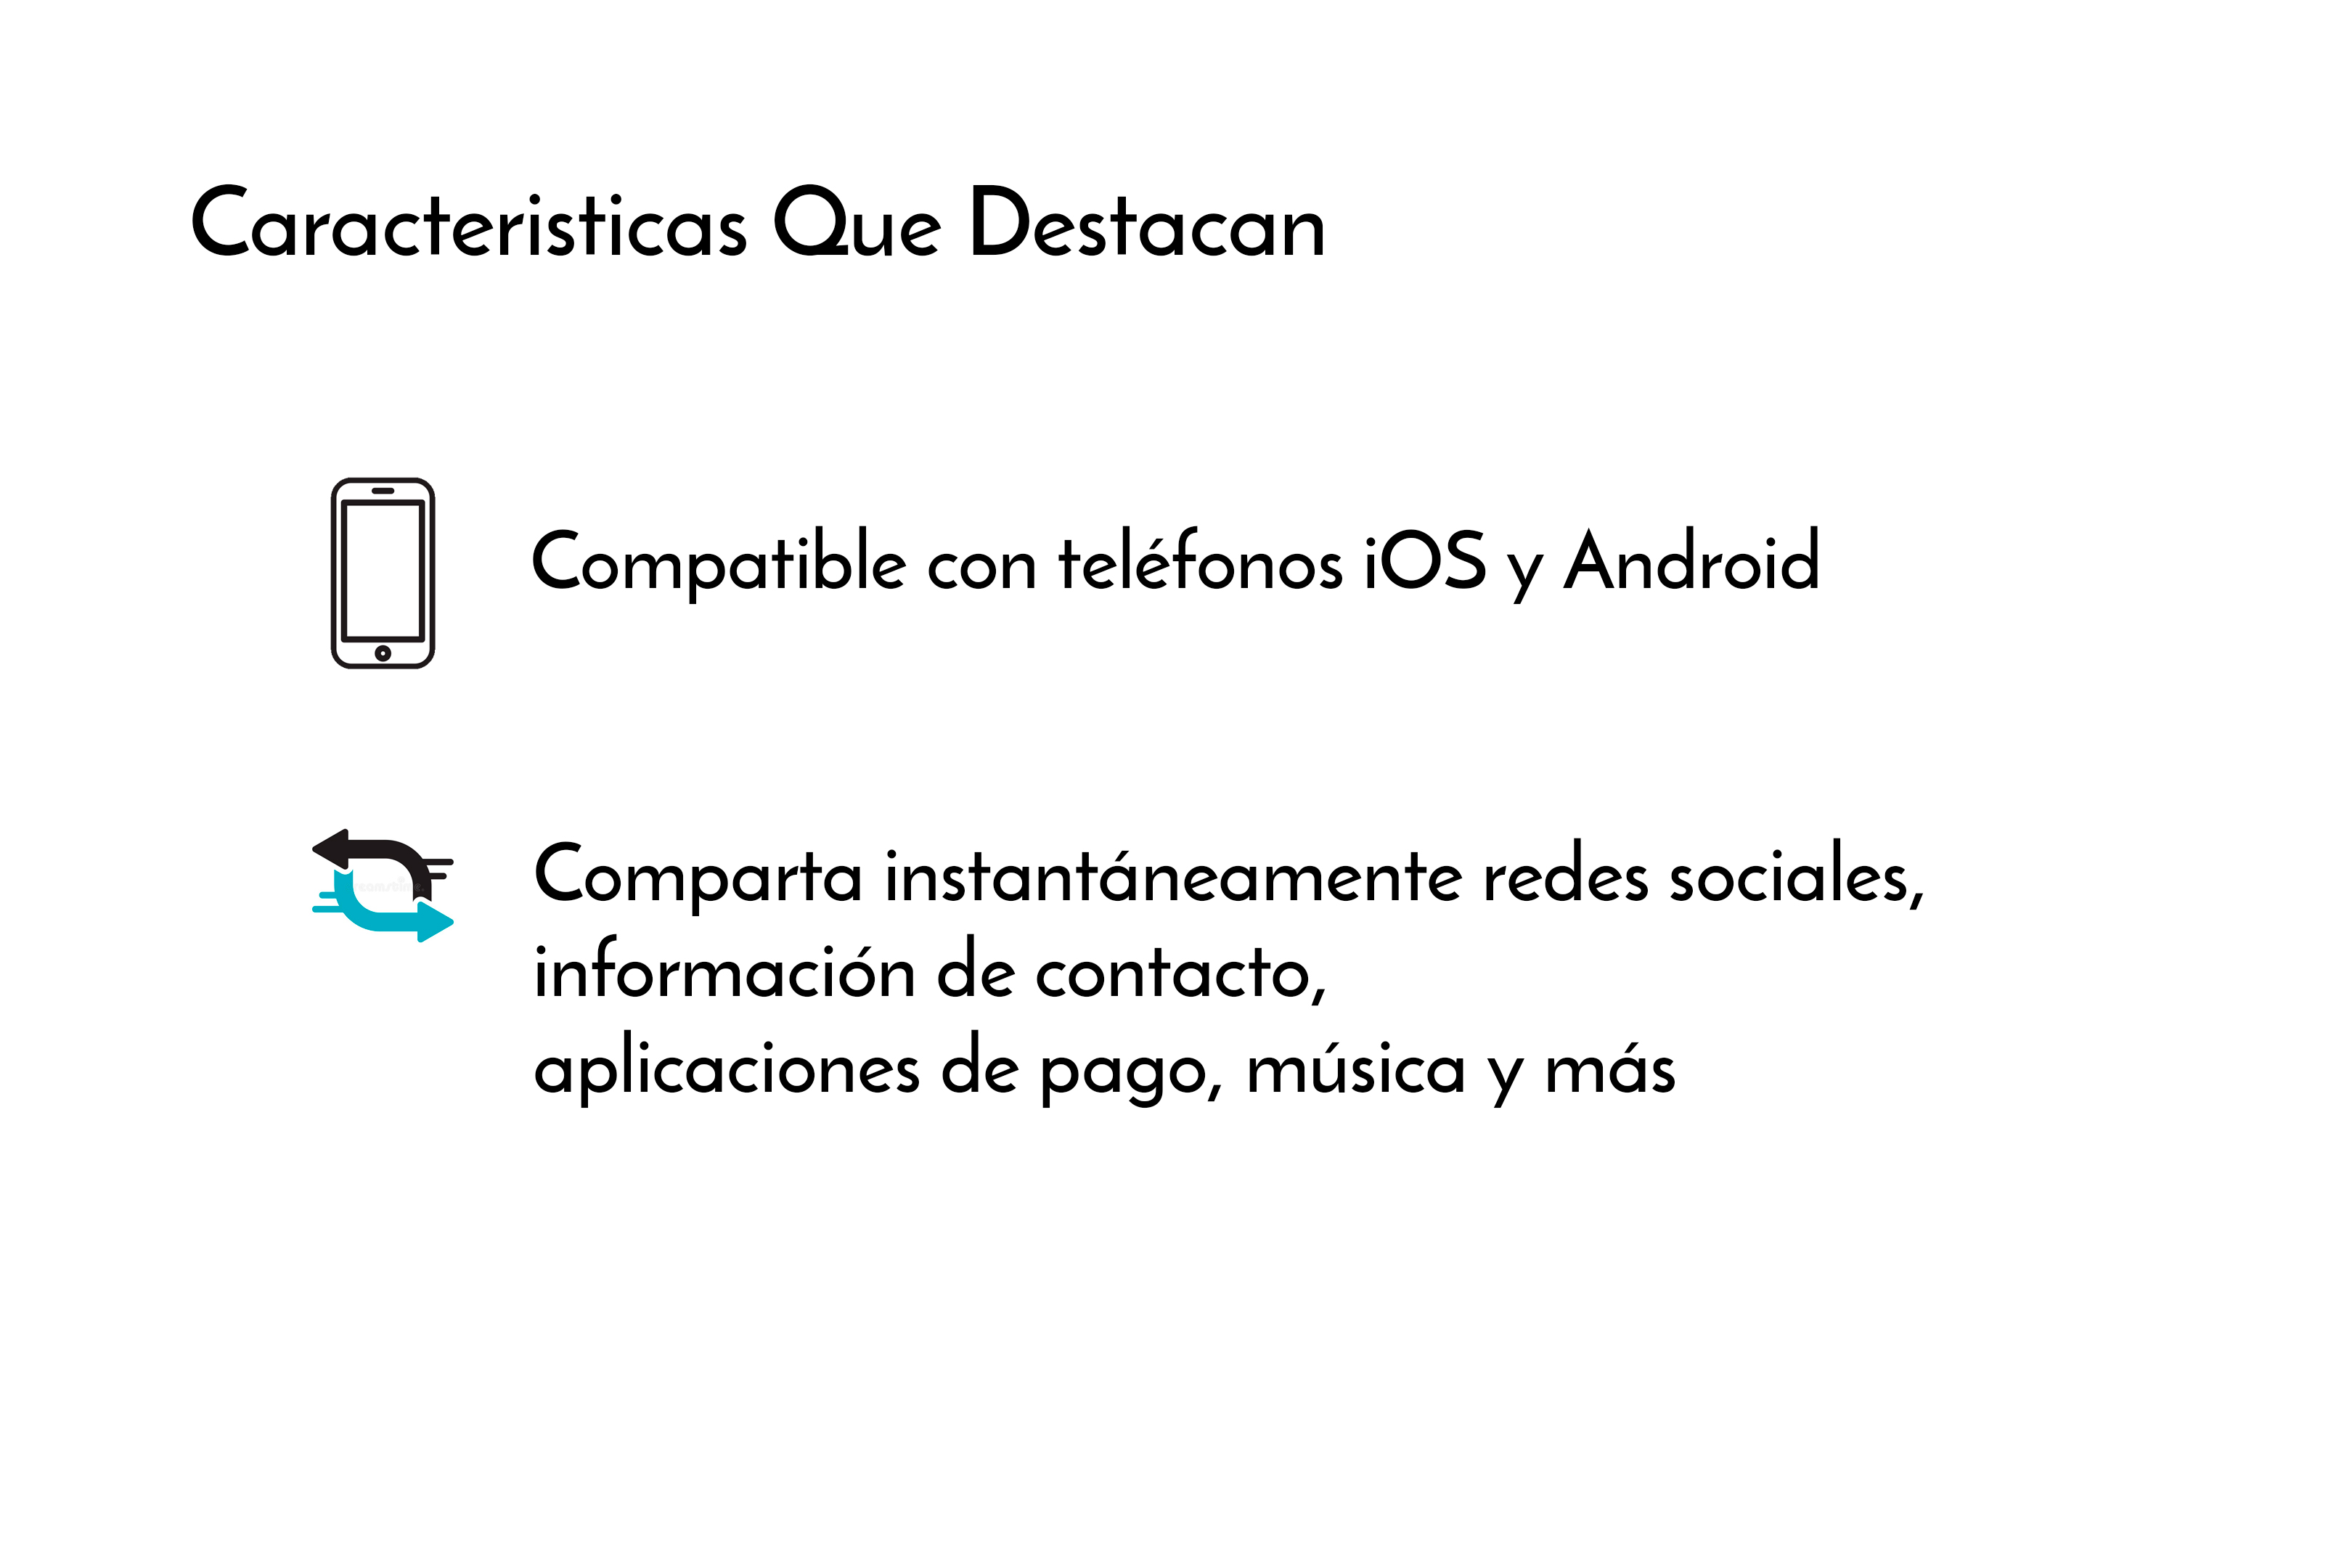 Caracteristicas Que Destacan
Compatible con teléfonos iOS y Android
Comparta instantáneamente redes sociales,
información de contacto,
aplicaciones de pago, música y más